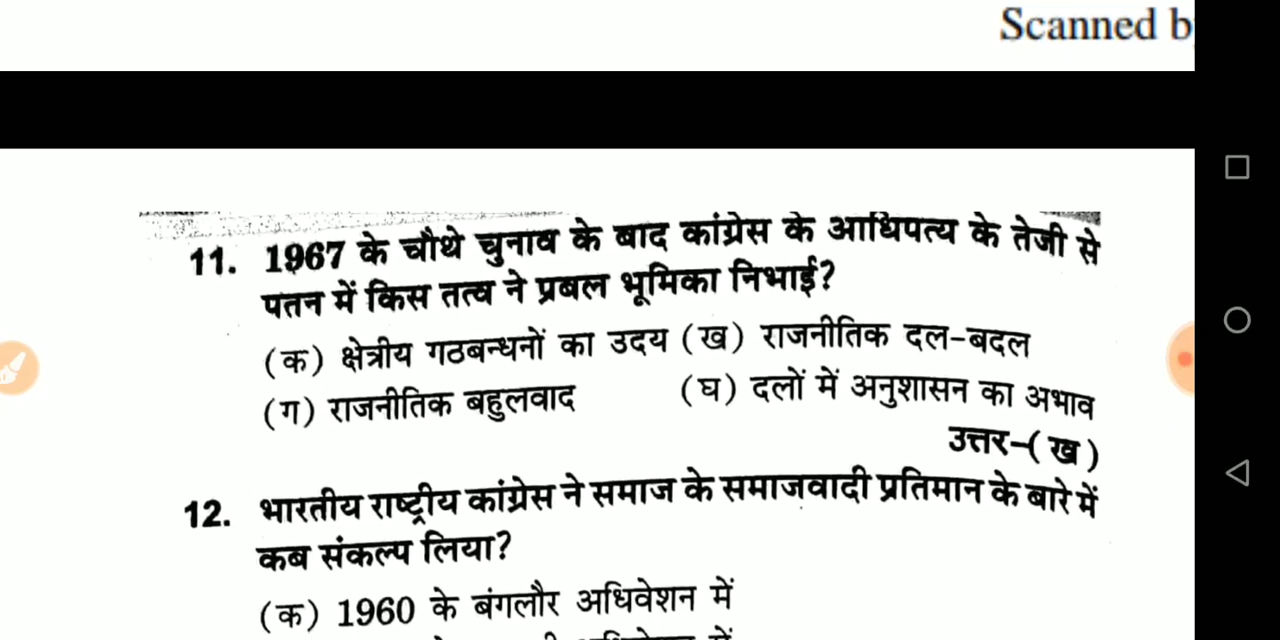 Scanned b
11. 1967 के चौथे चुनाव के बाद कांग्रेस के आधिपत्य के तेजी से
पतन में किस तत्व ने प्रबल भूमिका निभाई?
(क) क्षेत्रीय गठबन्धनों का उदय (ख) राजनीतिक दल-बदल
(ग) राजनीतिक बहुलवाद (घ) दलों में अनुशासन का अभाव
उत्तर-(ख)
12. भारतीय राष्ट्रीय कांग्रेस ने समाज के समाजवादी प्रतिमान के बारे में
कब संकल्प लिया?
(क) 1960 के बंगलौर अधिवेशन में